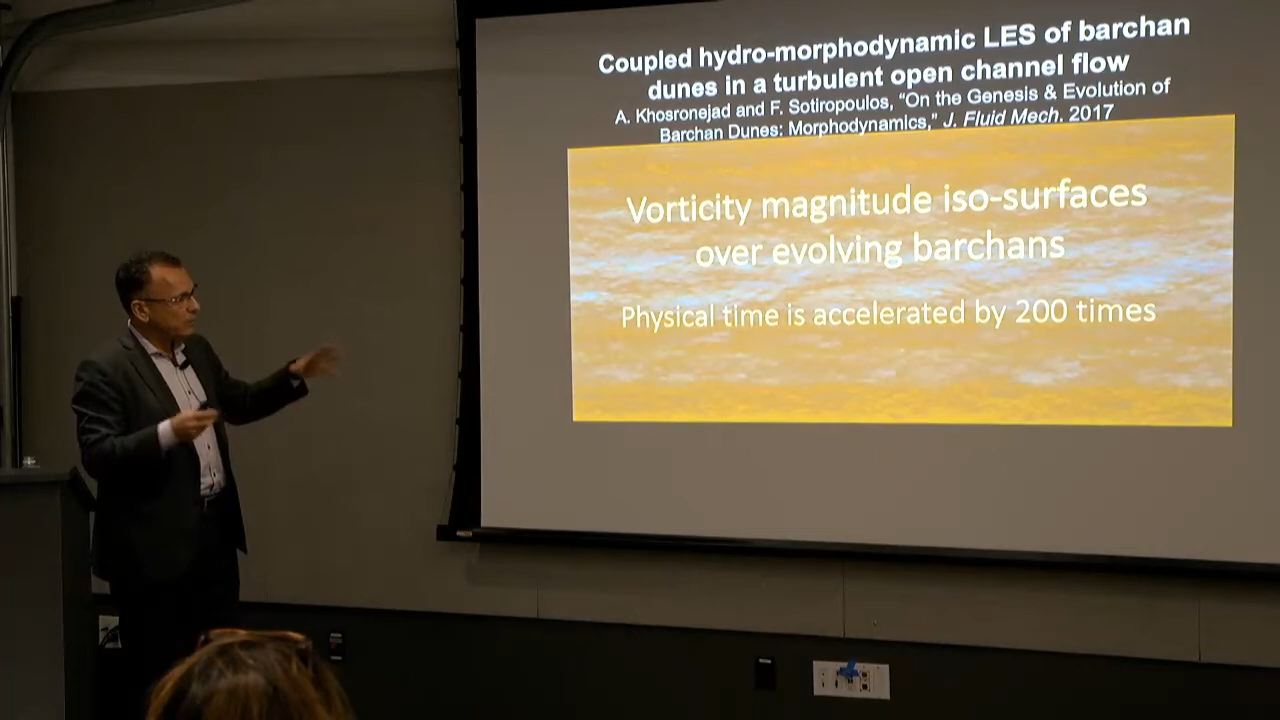 Coupled hydro-morphodynamic LES of barchan
dunes in a turbulent open channel flow
A. Khosronejad and F. Sotiropoulos, “On the Genesis & Evolution of
Barchan Dunes: Morphodynamics,” J. Fluid Mech. 2017
Vorticity magnitude iso-surfaces
over evolving barchans
Physical time is accelerated by 200 times